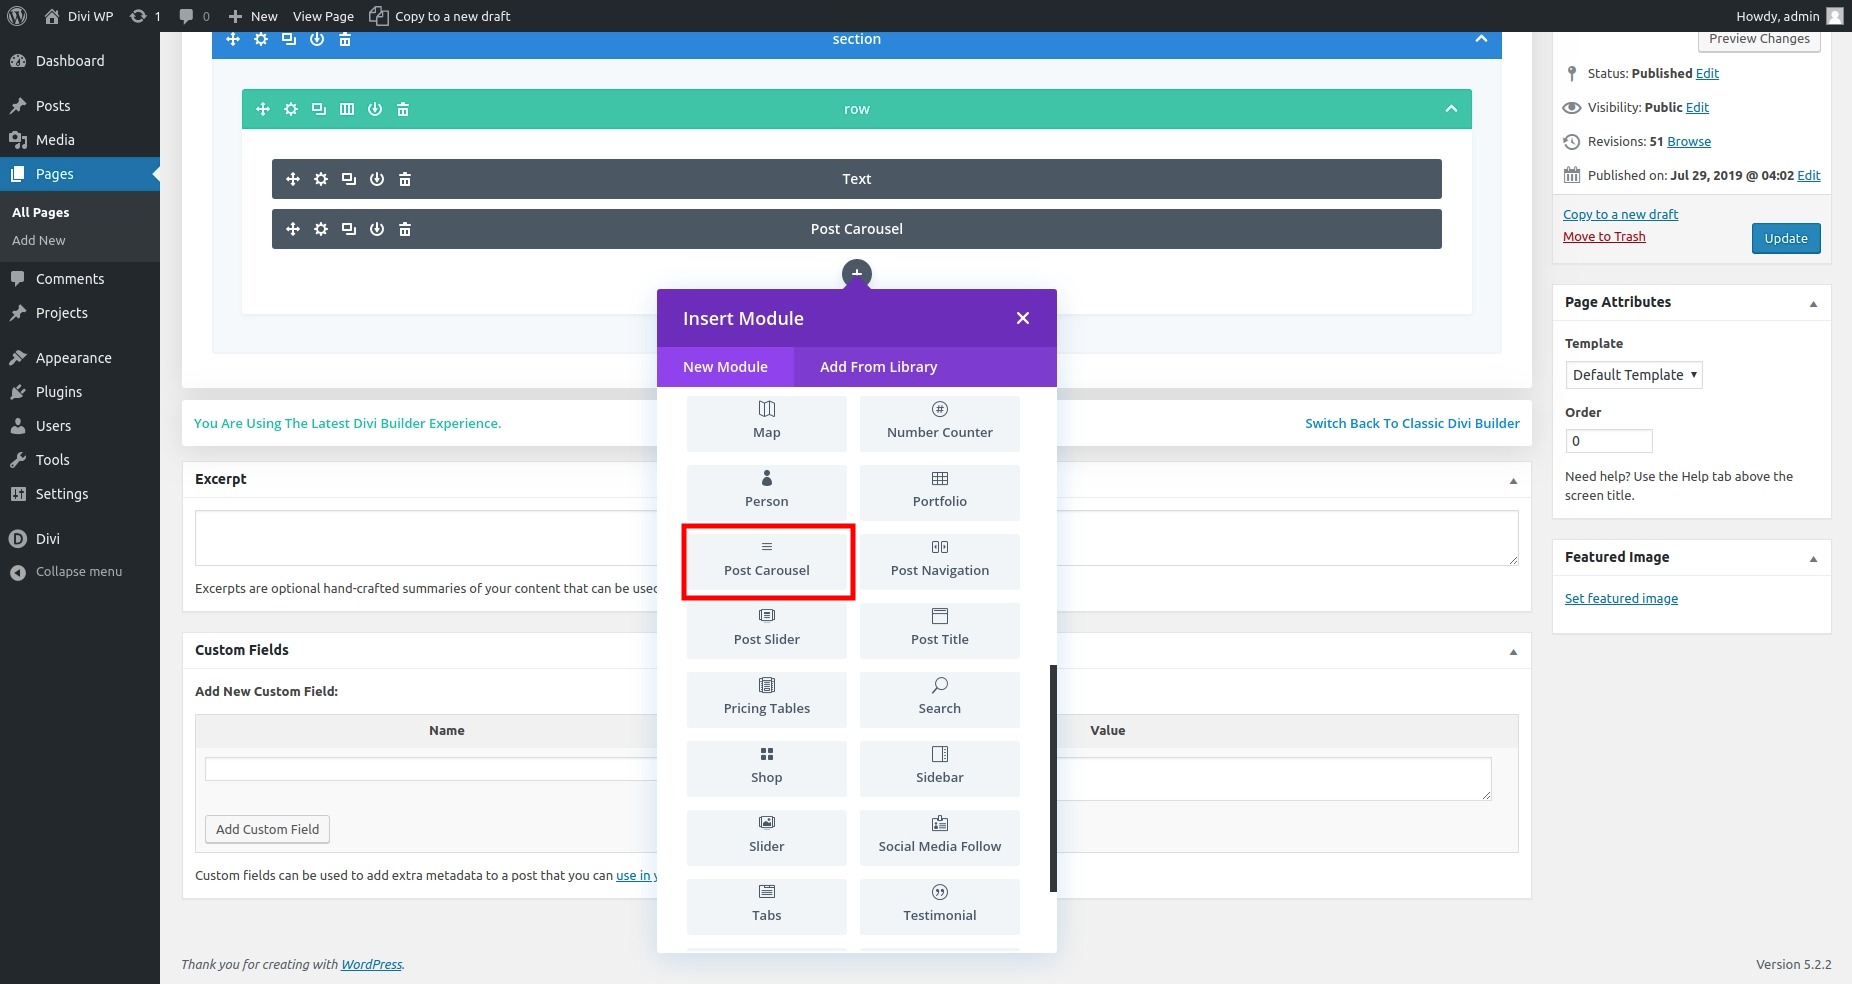 Divi WP
1
0
New
View Page
Copy to a new draft
Howdy, admin
Dashboard
Posts
Media
Pages
All Pages
Add New
Comments
Projects
Appearance
Plugins
Users
Tools
Settings
Divi
Collapse menu
section
row
Text
Post Carousel
Insert Module
New Module
Add From Library
Map
Number Counter
Person
Portfolio
Post Carousel
Post Navigation
Post Slider
Post Title
Pricing Tables
Search
Shop
Sidebar
Slider
Social Media Follow
Tabs
Testimonial
You Are Using The Latest Divi Builder Experience.
Switch Back To Classic Divi Builder
Excerpt
Excerpts are optional hand-crafted summaries of your content that can be used
Custom Fields
Add New Custom Field:
Name
Value
Add Custom Field
Custom fields can be used to add extra metadata to a post that you can use in
Thank you for creating with WordPress.
Version 5.2.2
Preview Changes
Status: Published Edit
Visibility: Public Edit
Revisions: 51 Browse
Published on: Jul 29, 2019 @ 04:02 Edit
Copy to a new draft
Move to Trash
Update
Page Attributes
Template
Default Template
Order
0
Need help? Use the Help tab above the
screen title.
Featured Image
Set featured image